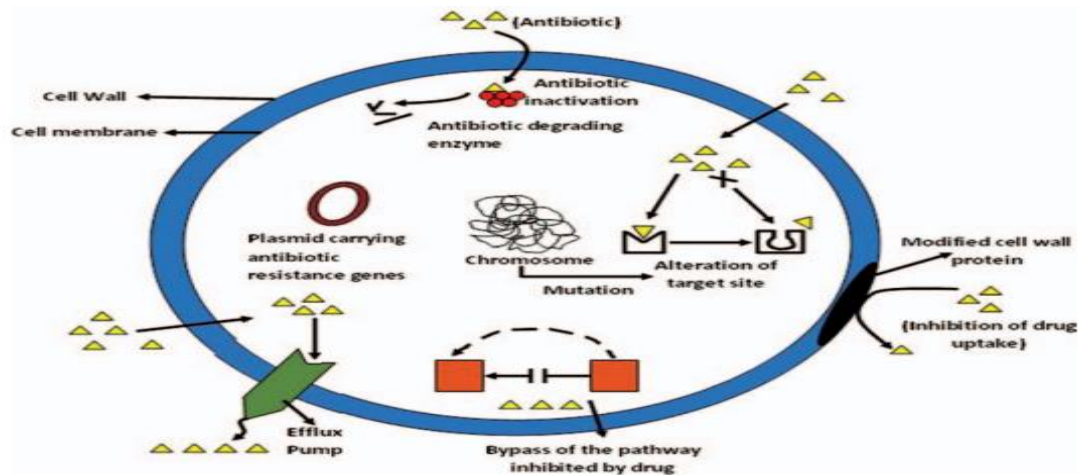 {Antibiotic}
Antibiotic
inactivation
Cell Wall
Cell membrane
Antibiotic degrading
enzyme
Plasmid carrying
antibiotic
resistance genes
Chromosome
Mutation
Alteration of
target site
Modified cell wall
protein
{Inhibition of drug
uptake}
Efflux
Pump
Bypass of the pathway
inhibited by drug